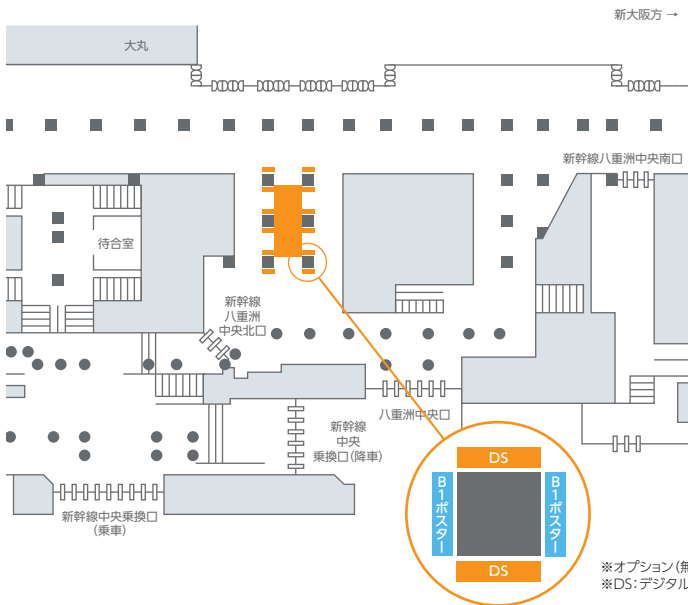 新大阪方 →
大丸
新幹線八重洲中央南口
待合室
新幹線
八重洲
中央北口
八重洲中央口
新幹線
中央
乗換口(降車)
新幹線中央乗換口
(乗車)
DS
B1ポスター
B1ポスター
DS
※オプション(無
※DS:デジタル